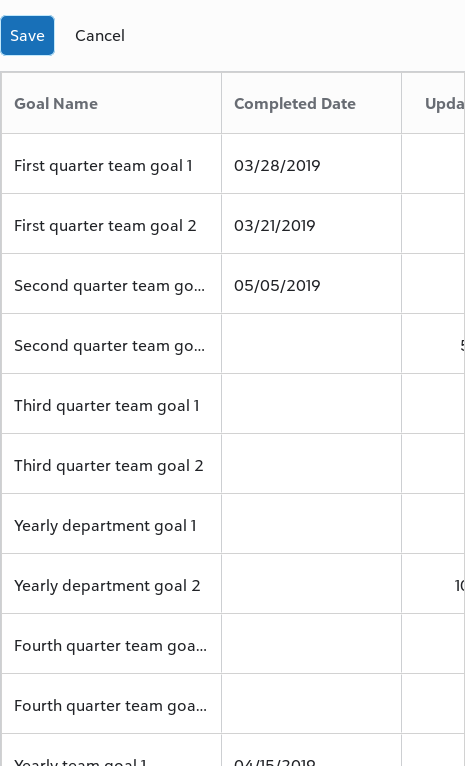 Save Cancel
Goal Name Completed Date Upda
First quarter team goal 1 03/28/2019
First quarter team goal 2 03/21/2019
Second quarter team go... 05/05/2019
Second quarter team go...
Third quarter team goal 1
Third quarter team goal 2
Yearly department goal 1
Yearly department goal 2 10
Fourth quarter team goa...
Fourth quarter team goa...
Yearly team goal 1 04/15/2019